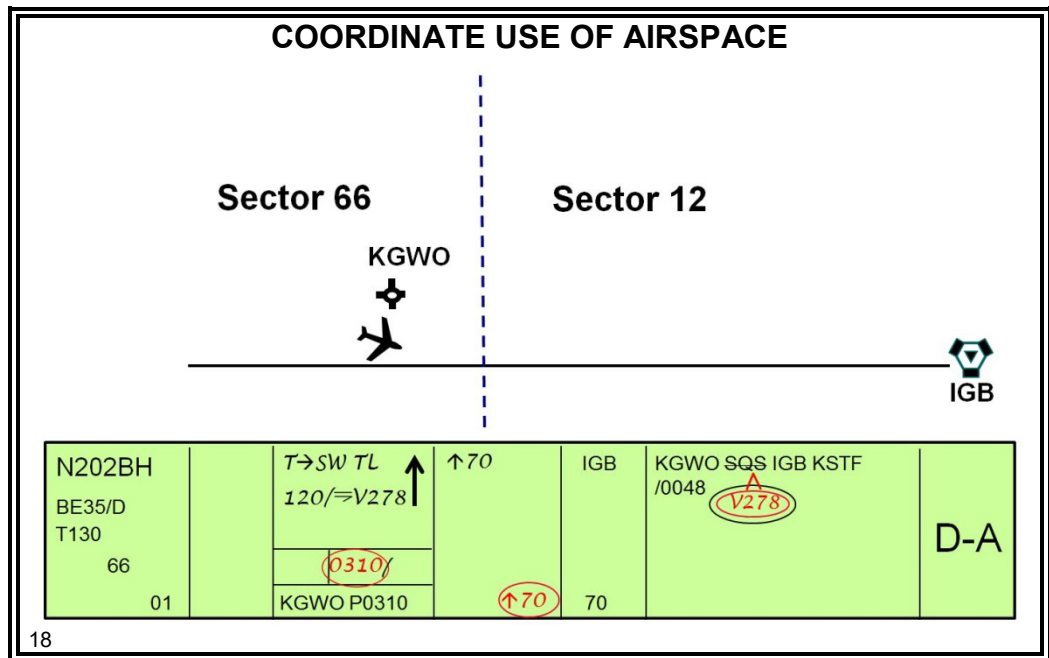 COORDINATE USE OF AIRSPACE
Sector 66
Sector 12
KGWO
IGB
N202BH
BE35/D
T130
66
01
T→SW TL ↑
120/⇌V278
0310/
KGWO P0310
↑70
↑70
IGB
70
KGWO SQS IGB KSTF
/0048
V278
D-A
18